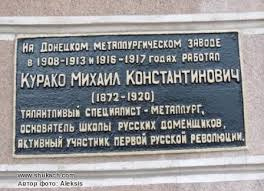 На Донецком металлургическом заводе
в 1908-1913 и 1916-1917 годах работал
Курако Михаил Константинович
(1872-1920)
талантливый специалист-металлург,
основатель школы русских доменщиков,
активный участник первой русской революции.
www.shukach.com
Автор фото: Aleksis